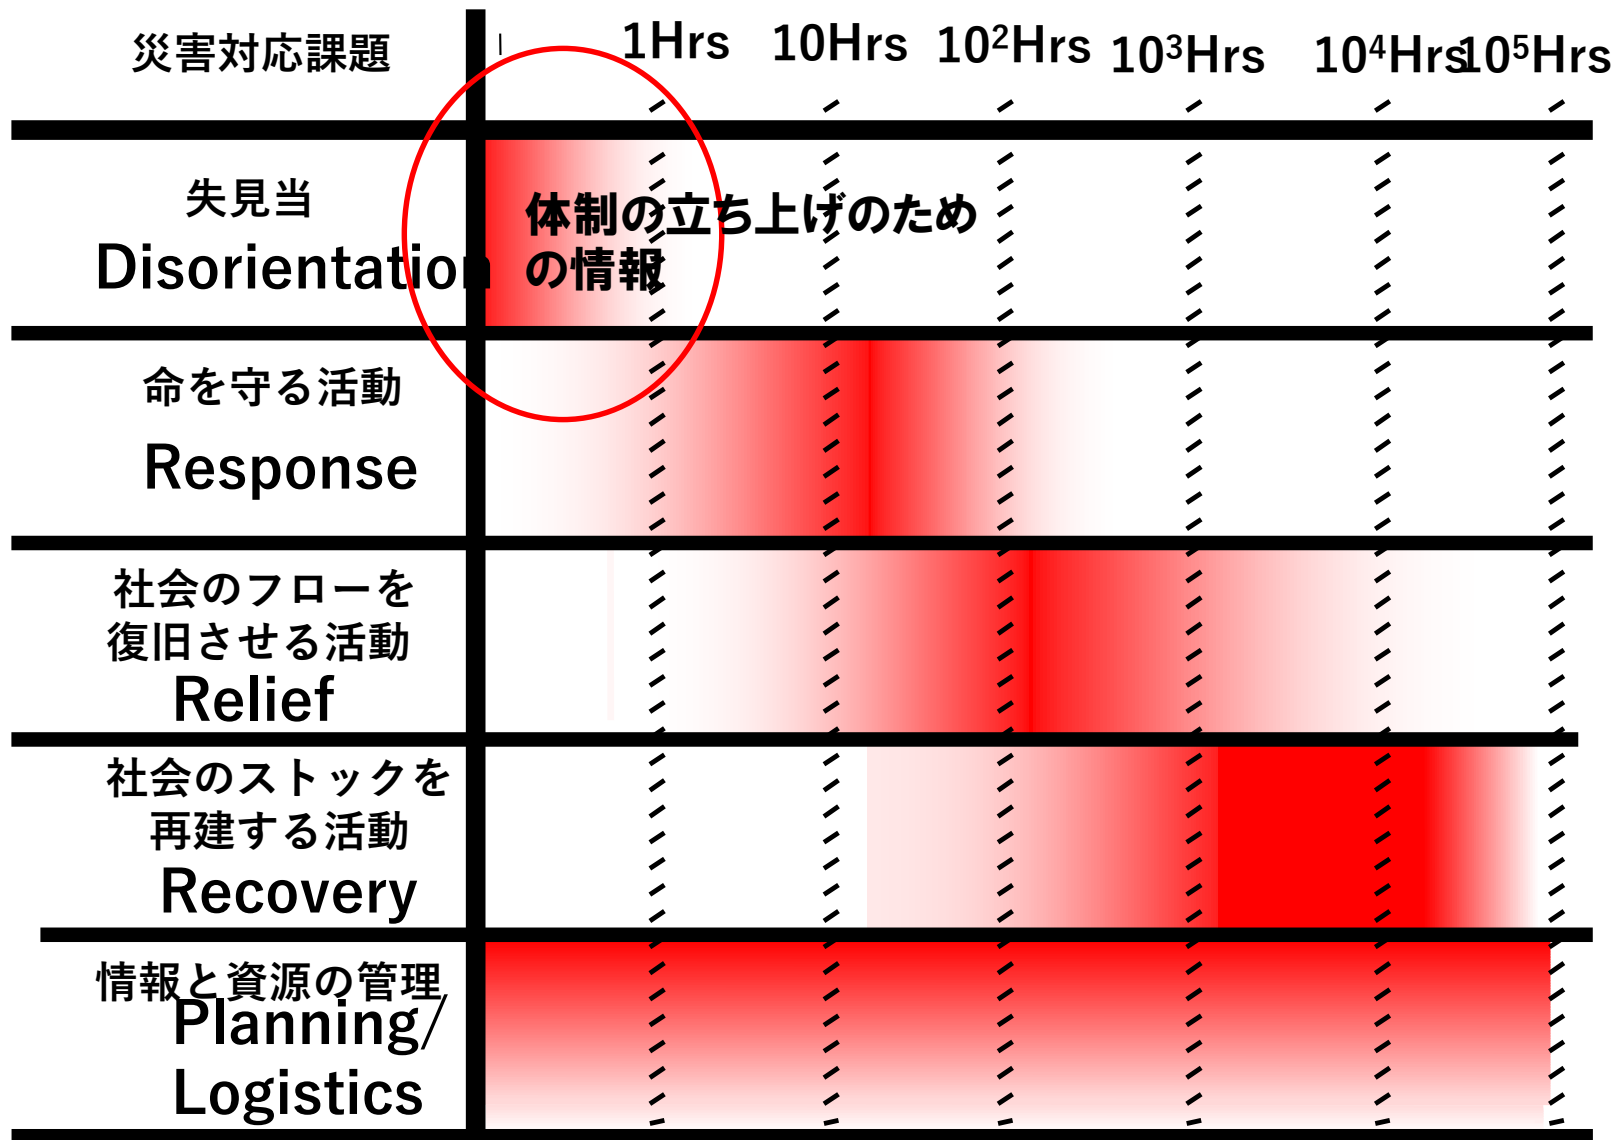 災害対応課題
1Hrs 10Hrs 10²Hrs 10³Hrs 10⁴Hrs 10⁵Hrs
失見当
Disorientation
体制の立ち上げのため
の情報
命を守る活動
Response
社会のフローを
復旧させる活動
Relief
社会のストックを
再建する活動
Recovery
情報と資源の管理
Planning/
Logistics